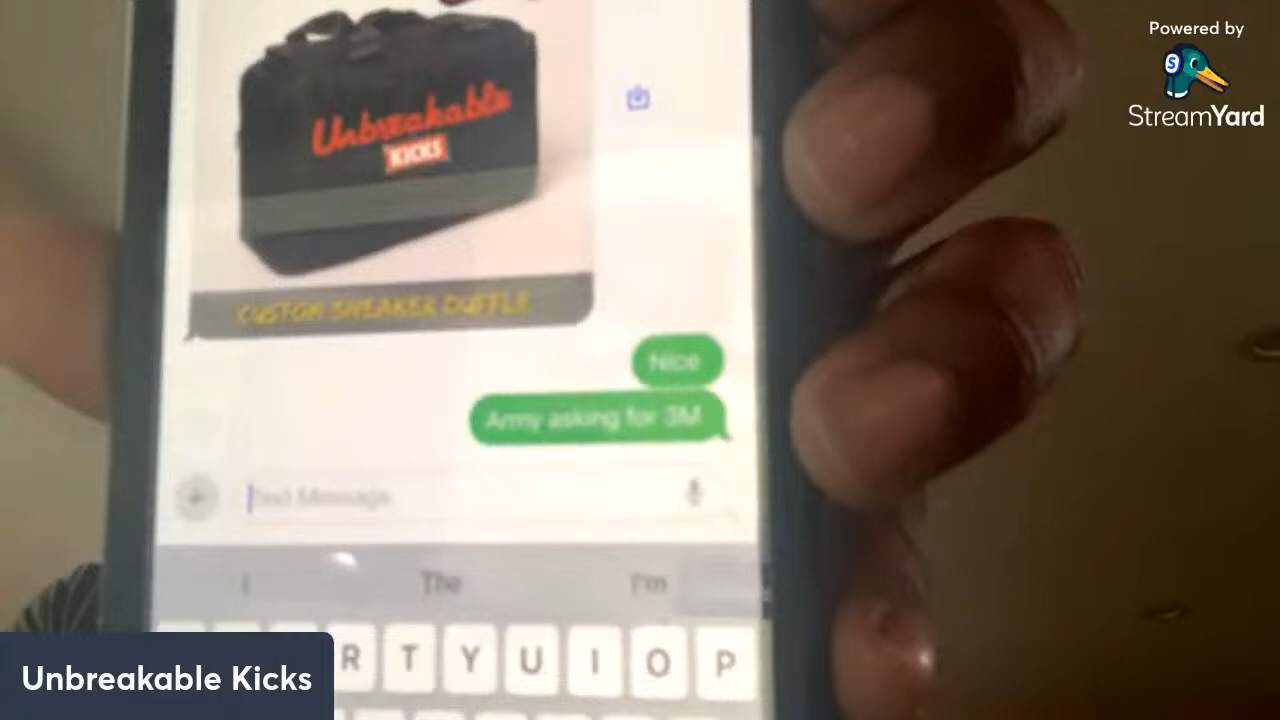 Powered by
StreamYard
Unbreakable
KICKS
CUSTOM SNEAKER DUFFLE
Nice
Army asking for 3M
Text Message
I The I'm
R T Y U I O P
Unbreakable Kicks